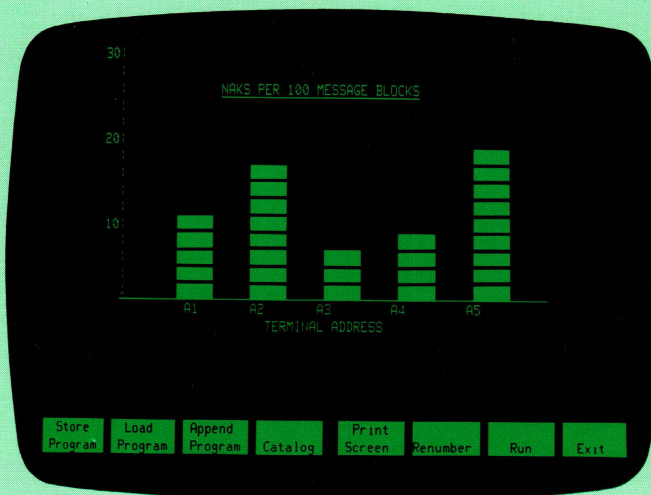 30
NAKS PER 100 MESSAGE BLOCKS
20
10
A1 A2 A3 A4 A5
TERMINAL ADDRESS
Store Program
Load Program
Append Program
Catalog
Print Screen
Renumber
Run
Exit